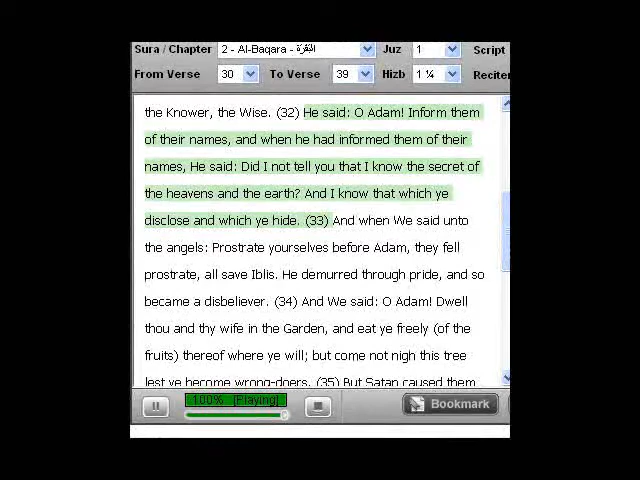 Sura / Chapter 2 - Al-Baqara - البقرة Juz 1 Script
From Verse 30 To Verse 39 Hizb 1 ¼ Reciter
the Knower, the Wise. (32) He said: O Adam! Inform them
of their names, and when he had informed them of their
names, He said: Did I not tell you that I know the secret of
the heavens and the earth? And I know that which ye
disclose and which ye hide. (33) And when We said unto
the angels: Prostrate yourselves before Adam, they fell
prostrate, all save Iblis. He demurred through pride, and so
became a disbeliever. (34) And We said: O Adam! Dwell
thou and thy wife in the Garden, and eat ye freely (of the
fruits) thereof where ye will; but come not nigh this tree
lest ye become wrong-doers. (35) But Satan caused them
100% [Playing] Bookmark